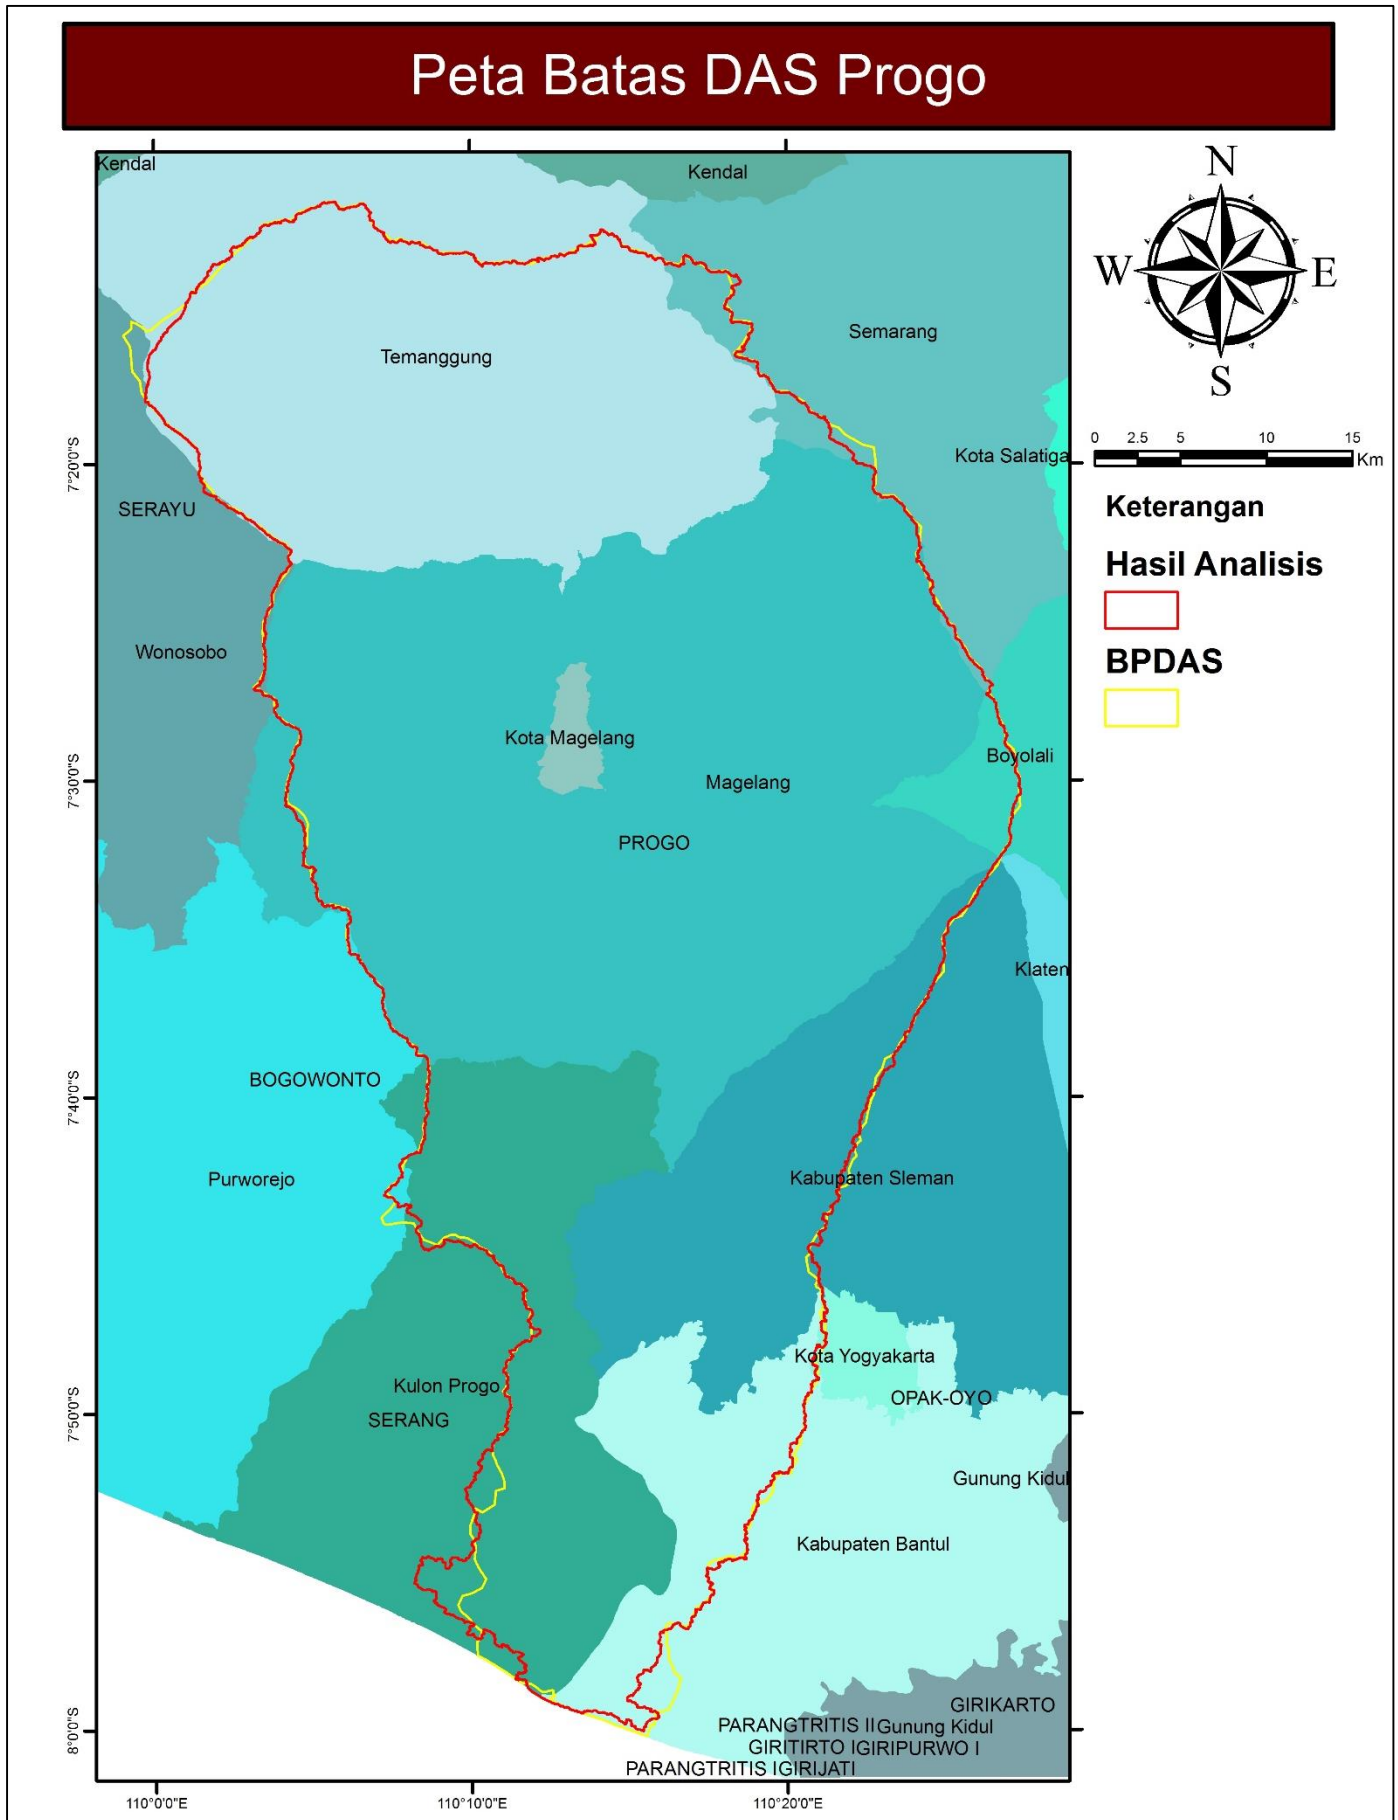 Peta Batas DAS Progo
Kendal
Kendal
N
W
E
S
Semarang
Temanggung
0 2.5 5 10 15
Km
Kota Salatiga
7°20'0"S
SERAYU
Keterangan
Hasil Analisis
BPDAS
Wonosobo
Kota Magelang
Boyolali
Magelang
7°30'0"S
PROGO
Klaten
BOGOWONTO
7°40'0"S
Purworejo
Kabupaten Sleman
Kota Yogyakarta
Kulon Progo
OPAK-OYO
SERANG
7°50'0"S
Gunung Kidul
Kabupaten Bantul
GIRIKARTO
PARANGTRITIS II Gunung Kidul
8°0'0"S
GIRITIRTO I GIRIPURWO I
PARANGTRITIS I GIRIJATI
110°0'0"E
110°10'0"E
110°20'0"E